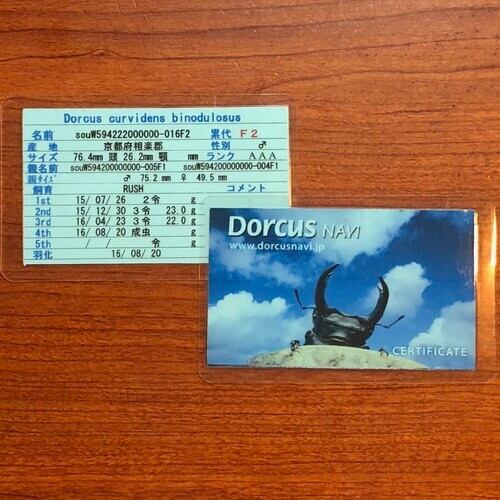 Dorcus curvidens binodulosus
名前 souW594222000000-016F2 累代 F2
産 地 京都府相楽郡 性別 ♂
サイズ 76.4mm 頭 26.2mm 顎 mm ランク AAA
親名前 souW594200000000-005F1 souW594200000000-004F1
親サイズ ♂ 75.2 mm ♀ 49.5 mm
飼育 RUSH コメント
1st 15/07/26 2令 g
2nd 15/12/30 3令 23.0 g
3rd 16/04/23 3令 22.0 g
4th 16/08/20 成虫 g
5th / / 令 g
羽化 16/08/20
Dorcus NAVI
www.dorcusnavi.jp
CERTIFICATE